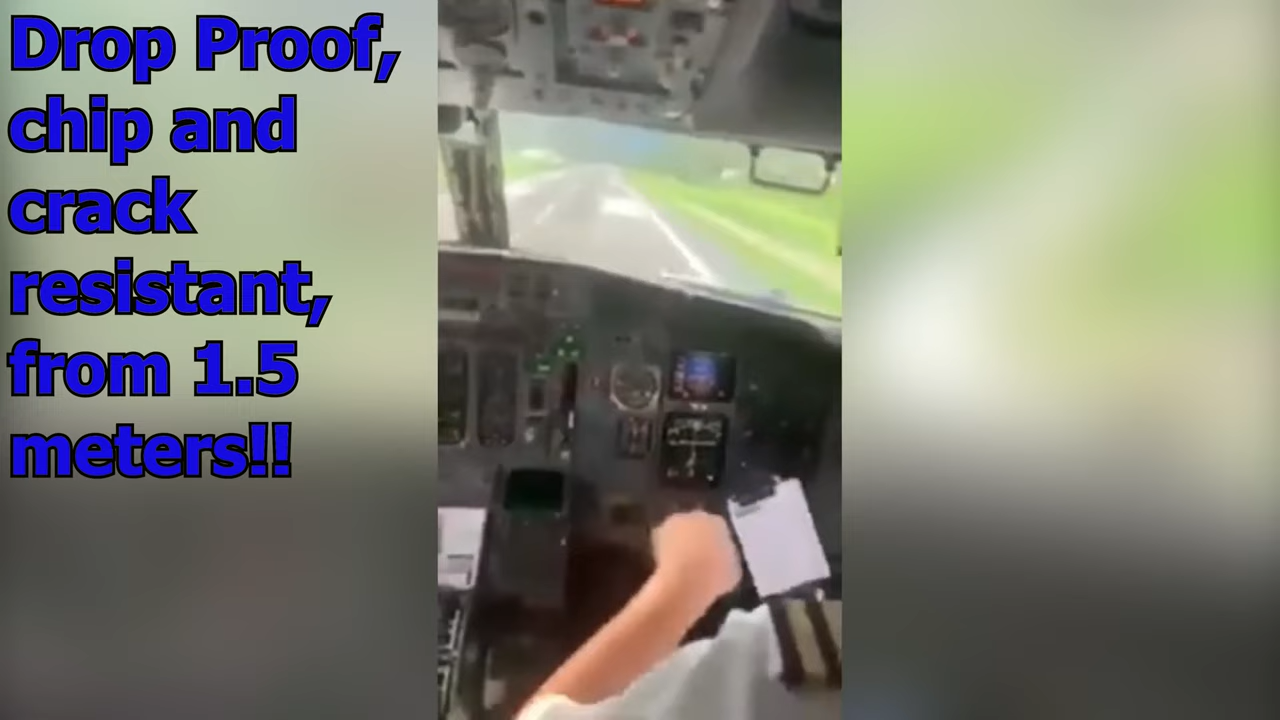 Drop Proof,
chip and
crack
resistant,
from 1.5
meters!!